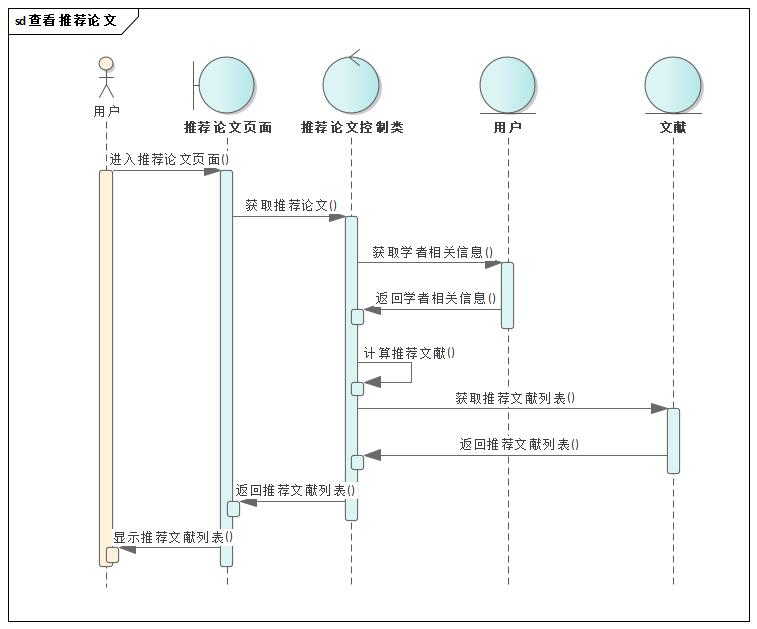 sd 查看推荐论文
用户
推荐论文页面
推荐论文控制类
用户
文献
进入推荐论文页面()
获取推荐论文()
获取学者相关信息()
返回学者相关信息()
计算推荐文献()
获取推荐文献列表()
返回推荐文献列表()
返回推荐文献列表()
显示推荐文献列表()